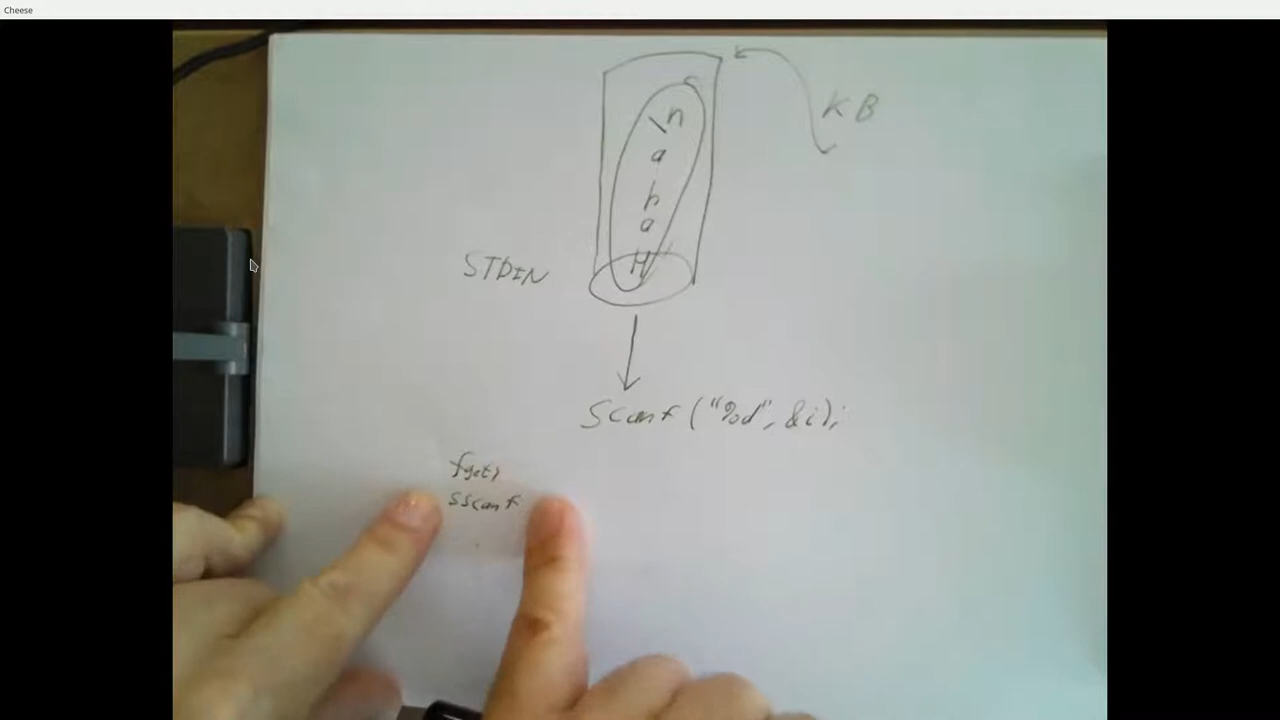 Cheese
KB
\n
a
h
a
H
STDIN
scanf("%d", &i);
fgets
sscanf